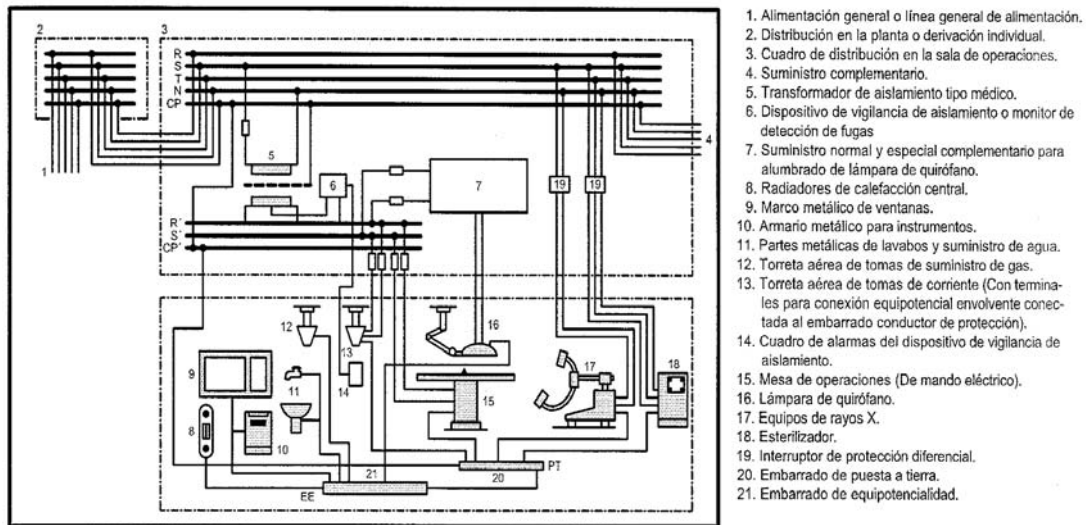 2
3
R
S
T
N
CP
1
4
5
6
7
19
19
R´
S´
CP´
12
13
16
9
11
14
15
17
18
8
10
21
20
PT
EE
1. Alimentación general o línea general de alimentación.
2. Distribución en la planta o derivación individual.
3. Cuadro de distribución en la sala de operaciones.
4. Suministro complementario.
5. Transformador de aislamiento tipo médico.
6. Dispositivo de vigilancia de aislamiento o monitor de
detección de fugas
7. Suministro normal y especial complementario para
alumbrado de lámpara de quirófano.
8. Radiadores de calefacción central.
9. Marco metálico de ventanas.
10. Armario metálico para instrumentos.
11. Partes metálicas de lavabos y suministro de agua.
12. Torreta aérea de tomas de suministro de gas.
13. Torreta aérea de tomas de corriente (Con termina-
les para conexión equipotencial envolvente conec-
tada al embarrado conductor de protección).
14. Cuadro de alarmas del dispositivo de vigilancia de
aislamiento.
15. Mesa de operaciones (De mando eléctrico).
16. Lámpara de quirófano.
17. Equipos de rayos X.
18. Esterilizador.
19. Interruptor de protección diferencial.
20. Embarrado de puesta a tierra.
21. Embarrado de equipotencialidad.